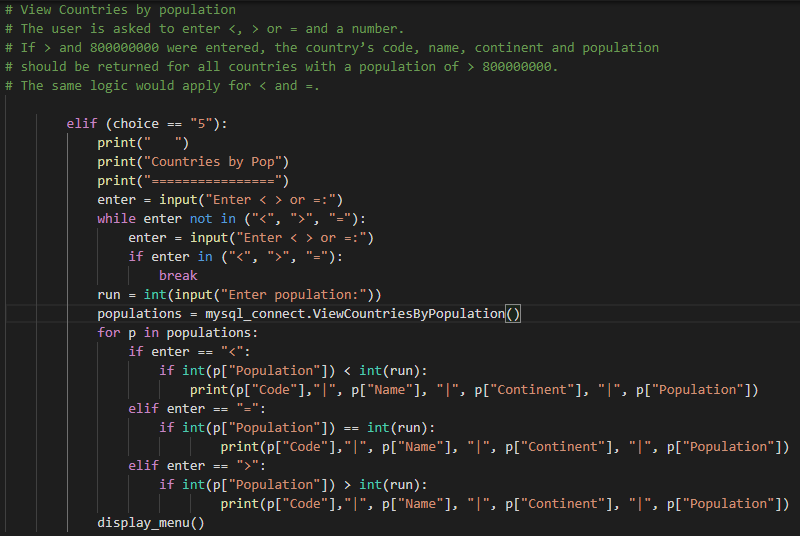 # View Countries by population
# The user is asked to enter <, > or = and a number.
# If > and 800000000 were entered, the country’s code, name, continent and population
# should be returned for all countries with a population of > 800000000.
# The same logic would apply for < and =.
elif (choice == "5"):
print("   ")
print("Countries by Pop")
print("================")
enter = input("Enter < > or =:")
while enter not in ("<", ">", "="):
enter = input("Enter < > or =:")
if enter in ("<", ">", "="):
break
run = int(input("Enter population:"))
populations = mysql_connect.ViewCountriesByPopulation()
for p in populations:
if enter == "<":
if int(p["Population"]) < int(run):
print(p["Code"],"|", p["Name"], "|", p["Continent"], "|", p["Population"])
elif enter == "=":
if int(p["Population"]) == int(run):
print(p["Code"],"|", p["Name"], "|", p["Continent"], "|", p["Population"])
elif enter == ">":
if int(p["Population"]) > int(run):
print(p["Code"],"|", p["Name"], "|", p["Continent"], "|", p["Population"])
display_menu()